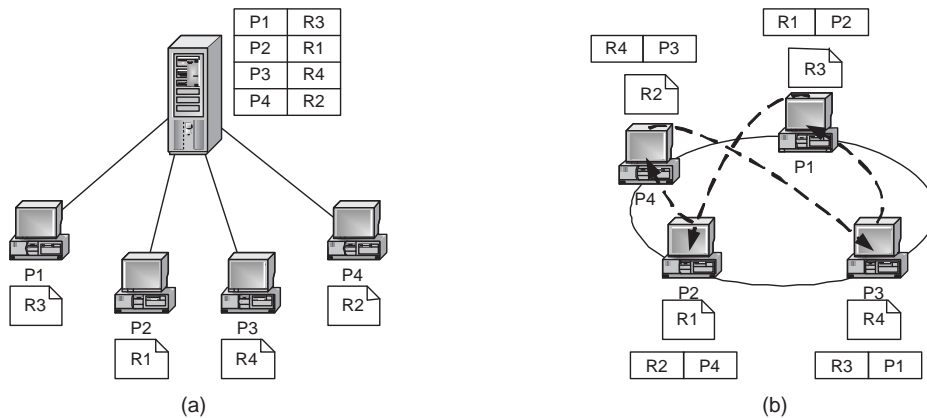 P1 R3
P2 R1
P3 R4
P4 R2
P1
R3
P2
R1
P3
R4
P4
R2
(a)
R1 P2
R4 P3
R3
R2
P1
P4
P2
R1
R2 P4
P3
R4
R3 P1
(b)